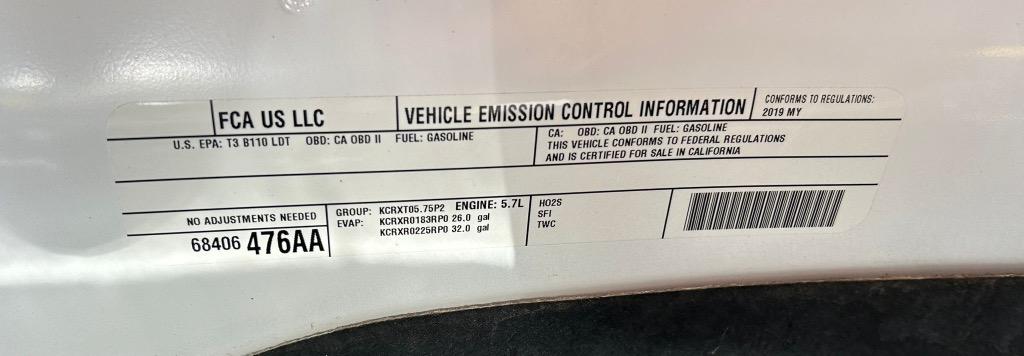 FCA US LLC
VEHICLE EMISSION CONTROL INFORMATION
CONFORMS TO REGULATIONS:
2019 MY
U.S. EPA: T3 B110 LDT OBD: CA OBD II FUEL: GASOLINE
CA: OBD: CA OBD II FUEL: GASOLINE
THIS VEHICLE CONFORMS TO FEDERAL REGULATIONS
AND IS CERTIFIED FOR SALE IN CALIFORNIA
NO ADJUSTMENTS NEEDED
68406 476AA
GROUP: KCRXT05.75P2 ENGINE: 5.7L
EVAP: KCRXR0183RP0 26.0 gal
KCRXR0225RP0 32.0 gal
HO2S
SFI
TWC